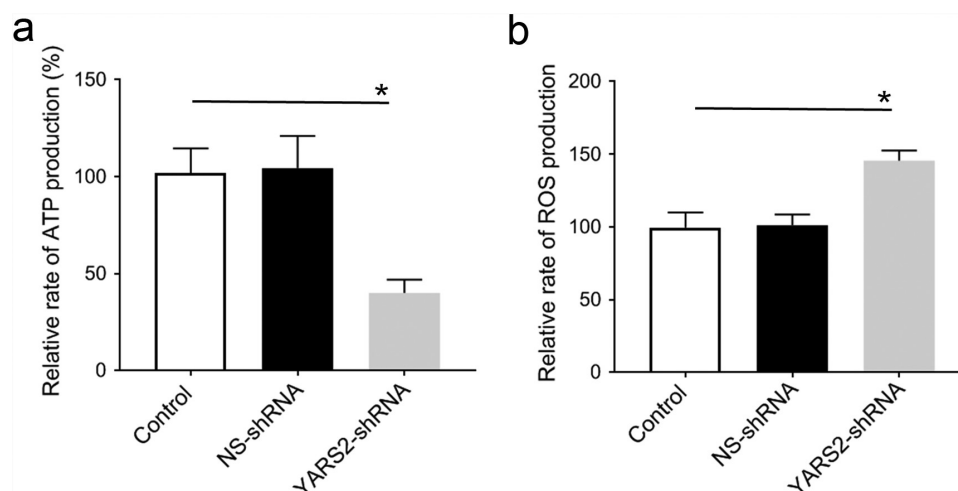 a
Relative rate of ATP production (%)
150
100
50
0
*
Control
NS-shRNA
YARS2-shRNA
b
Relative rate of ROS production
200
150
100
50
0
*
Control
NS-shRNA
YARS2-shRNA